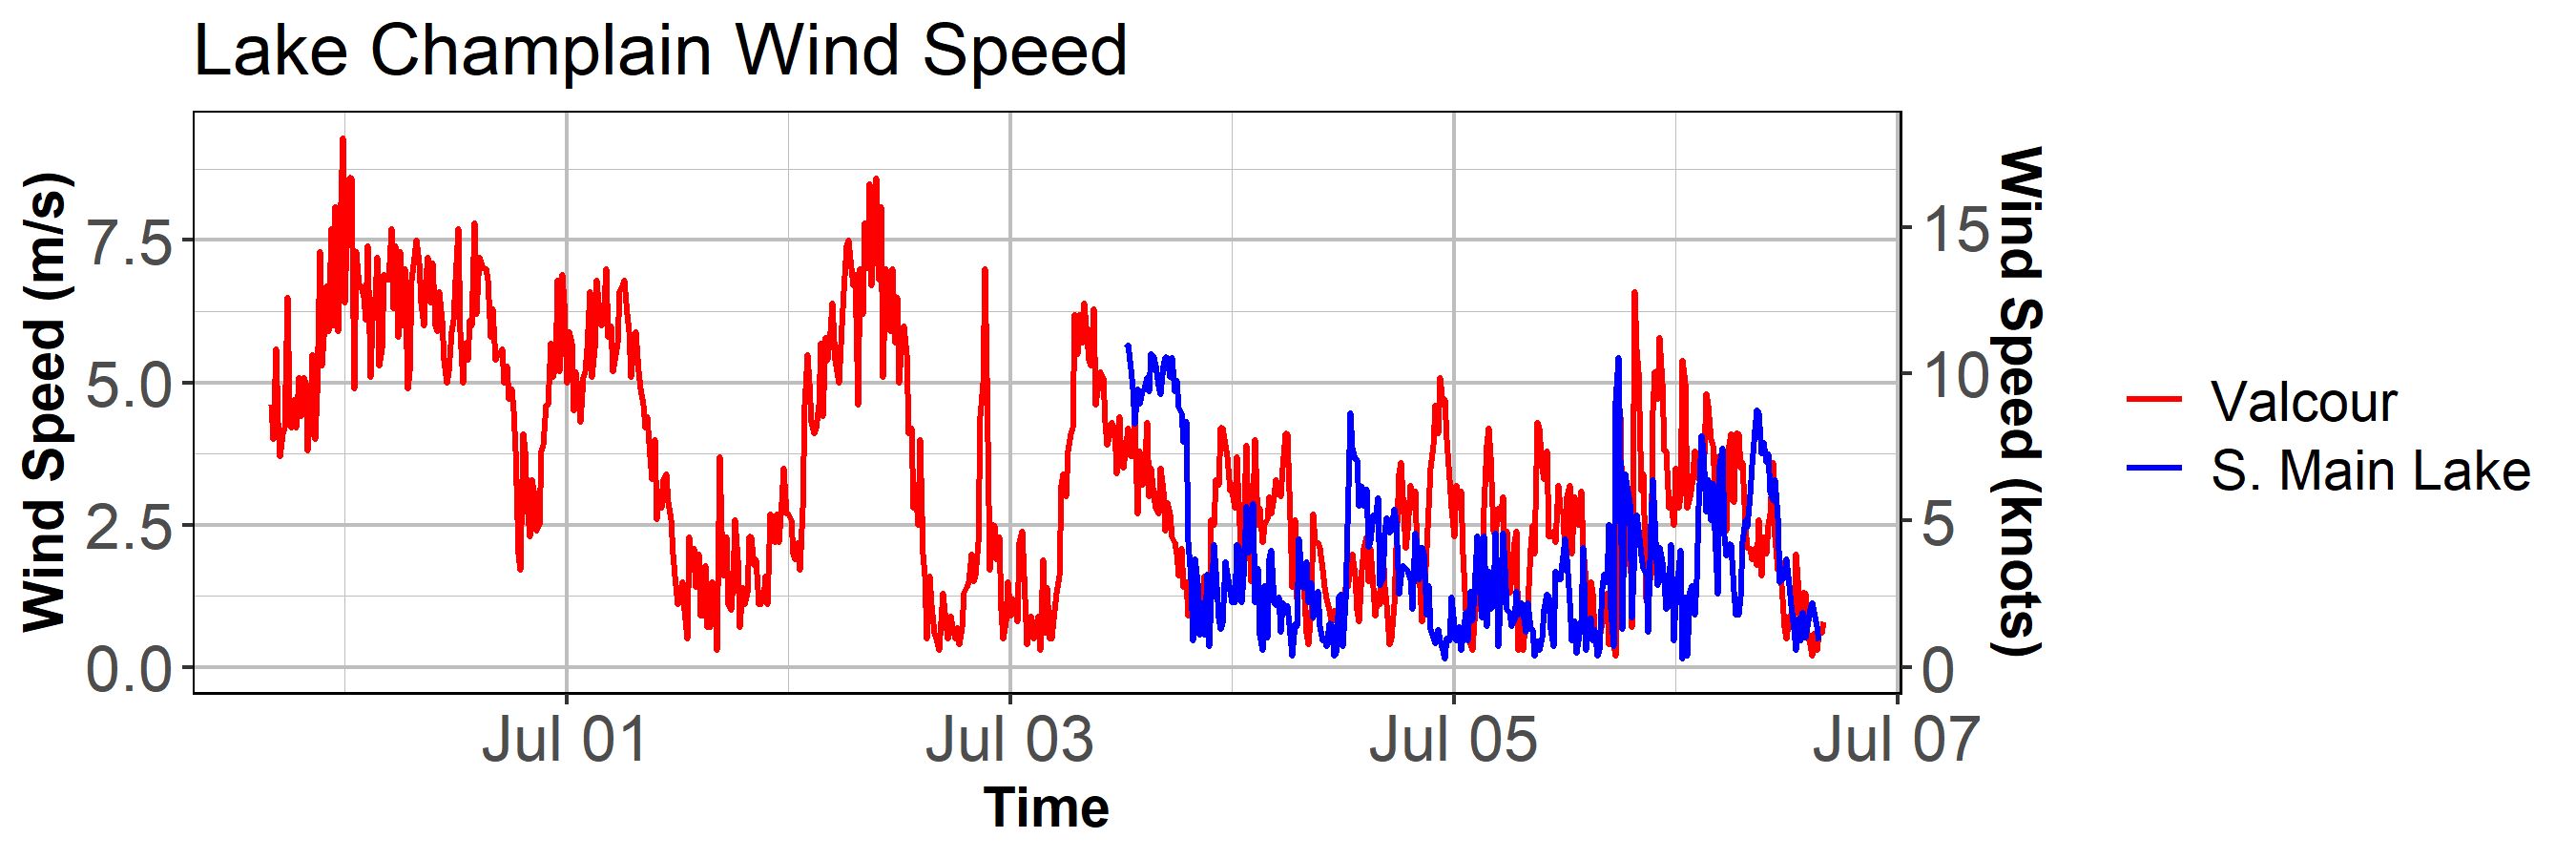 Lake Champlain Wind Speed
Wind Speed (m/s)
7.5
5.0
2.5
0.0
15
10
5
0
Wind Speed (knots)
Jul 01
Jul 03
Jul 05
Jul 07
Time
Valcour
S. Main Lake